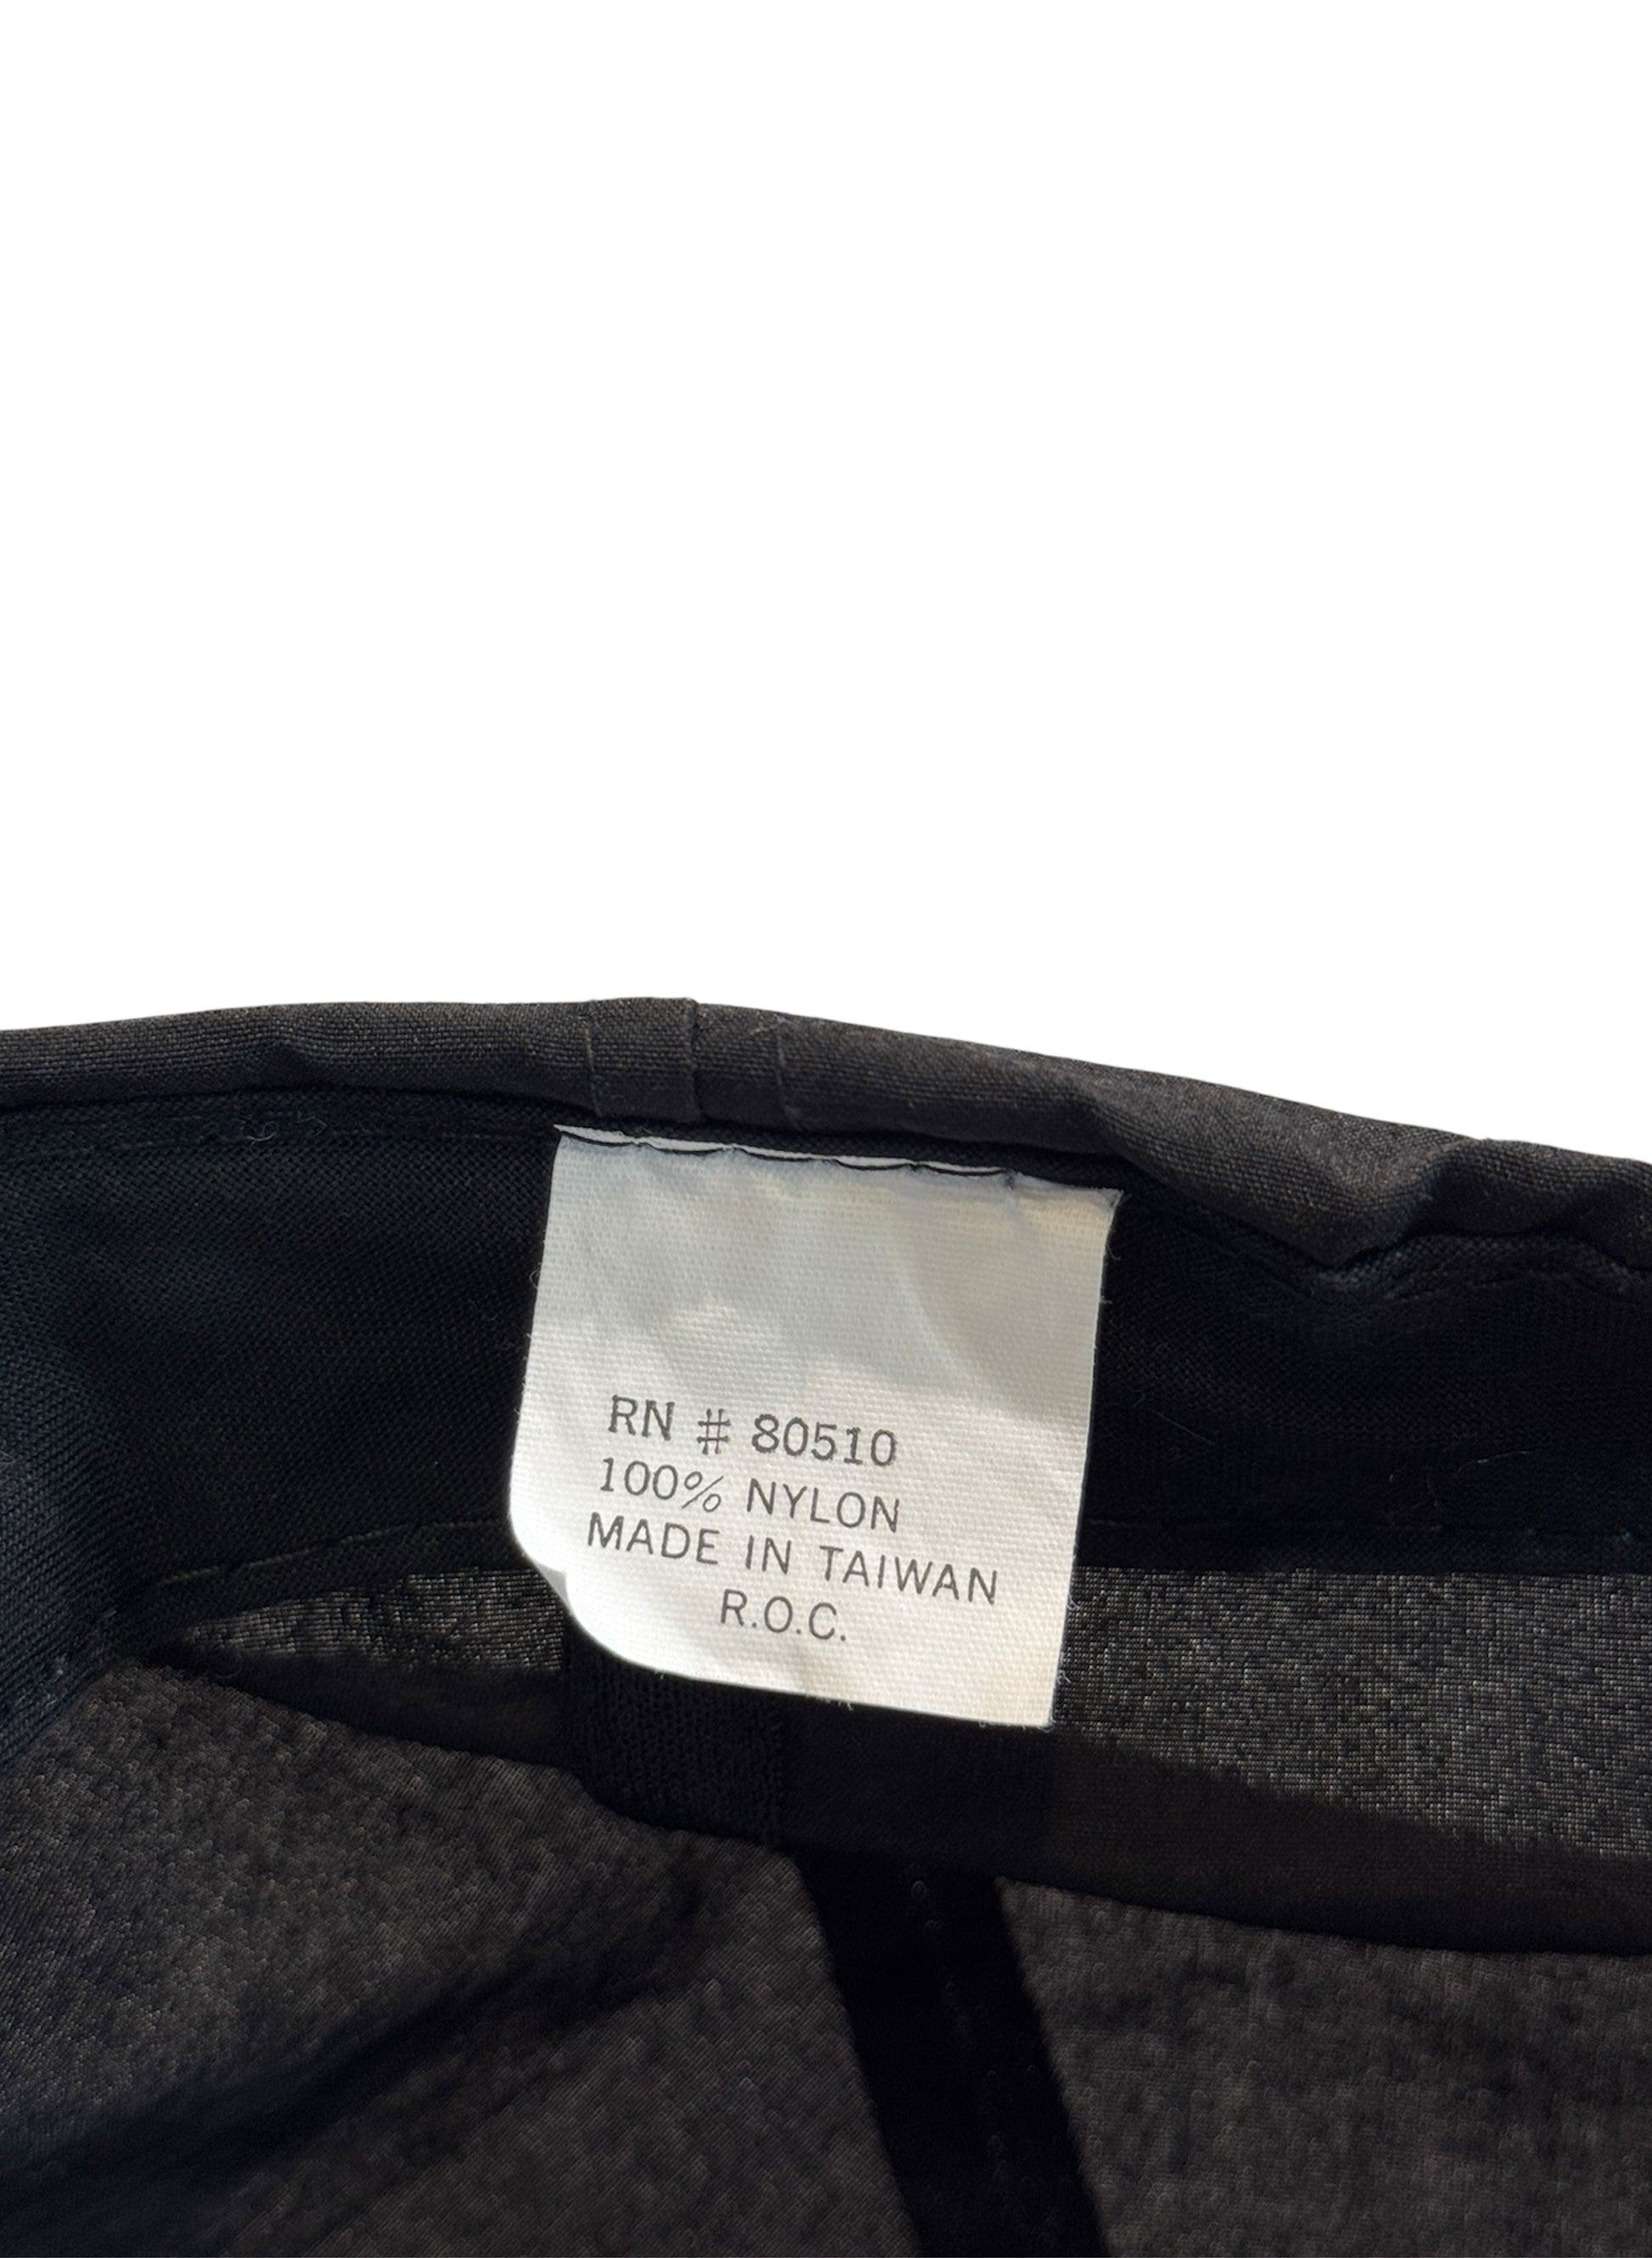 RN # 80510
100% NYLON
MADE IN TAIWAN
R.O.C.